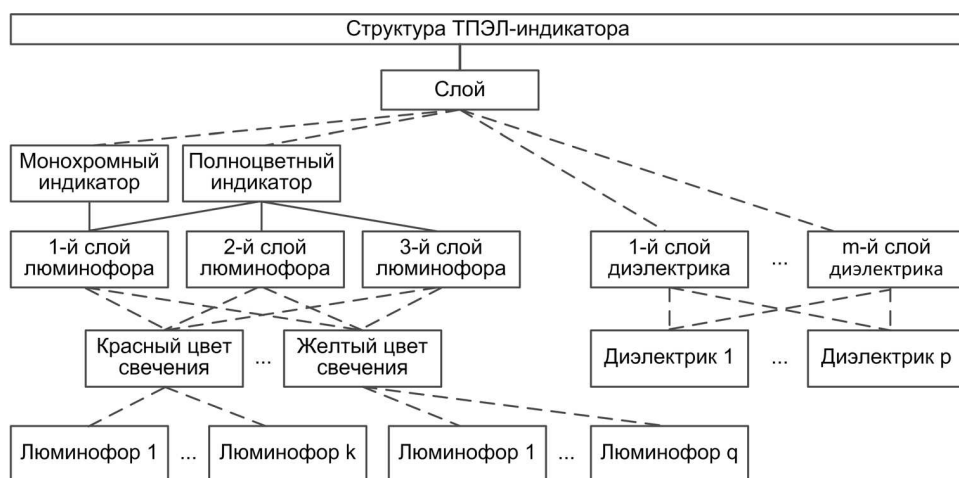 Структура ТПЭЛ-индикатора
Слой
Монохромный
индикатор
Полноцветный
индикатор
1-й слой
люминофора
2-й слой
люминофора
3-й слой
люминофора
1-й слой
диэлектрика
...
m-й слой
диэлектрика
Красный цвет
свечения
...
Желтый цвет
свечения
Диэлектрик 1
...
Диэлектрик p
Люминофор 1
...
Люминофор k
Люминофор 1
...
Люминофор q